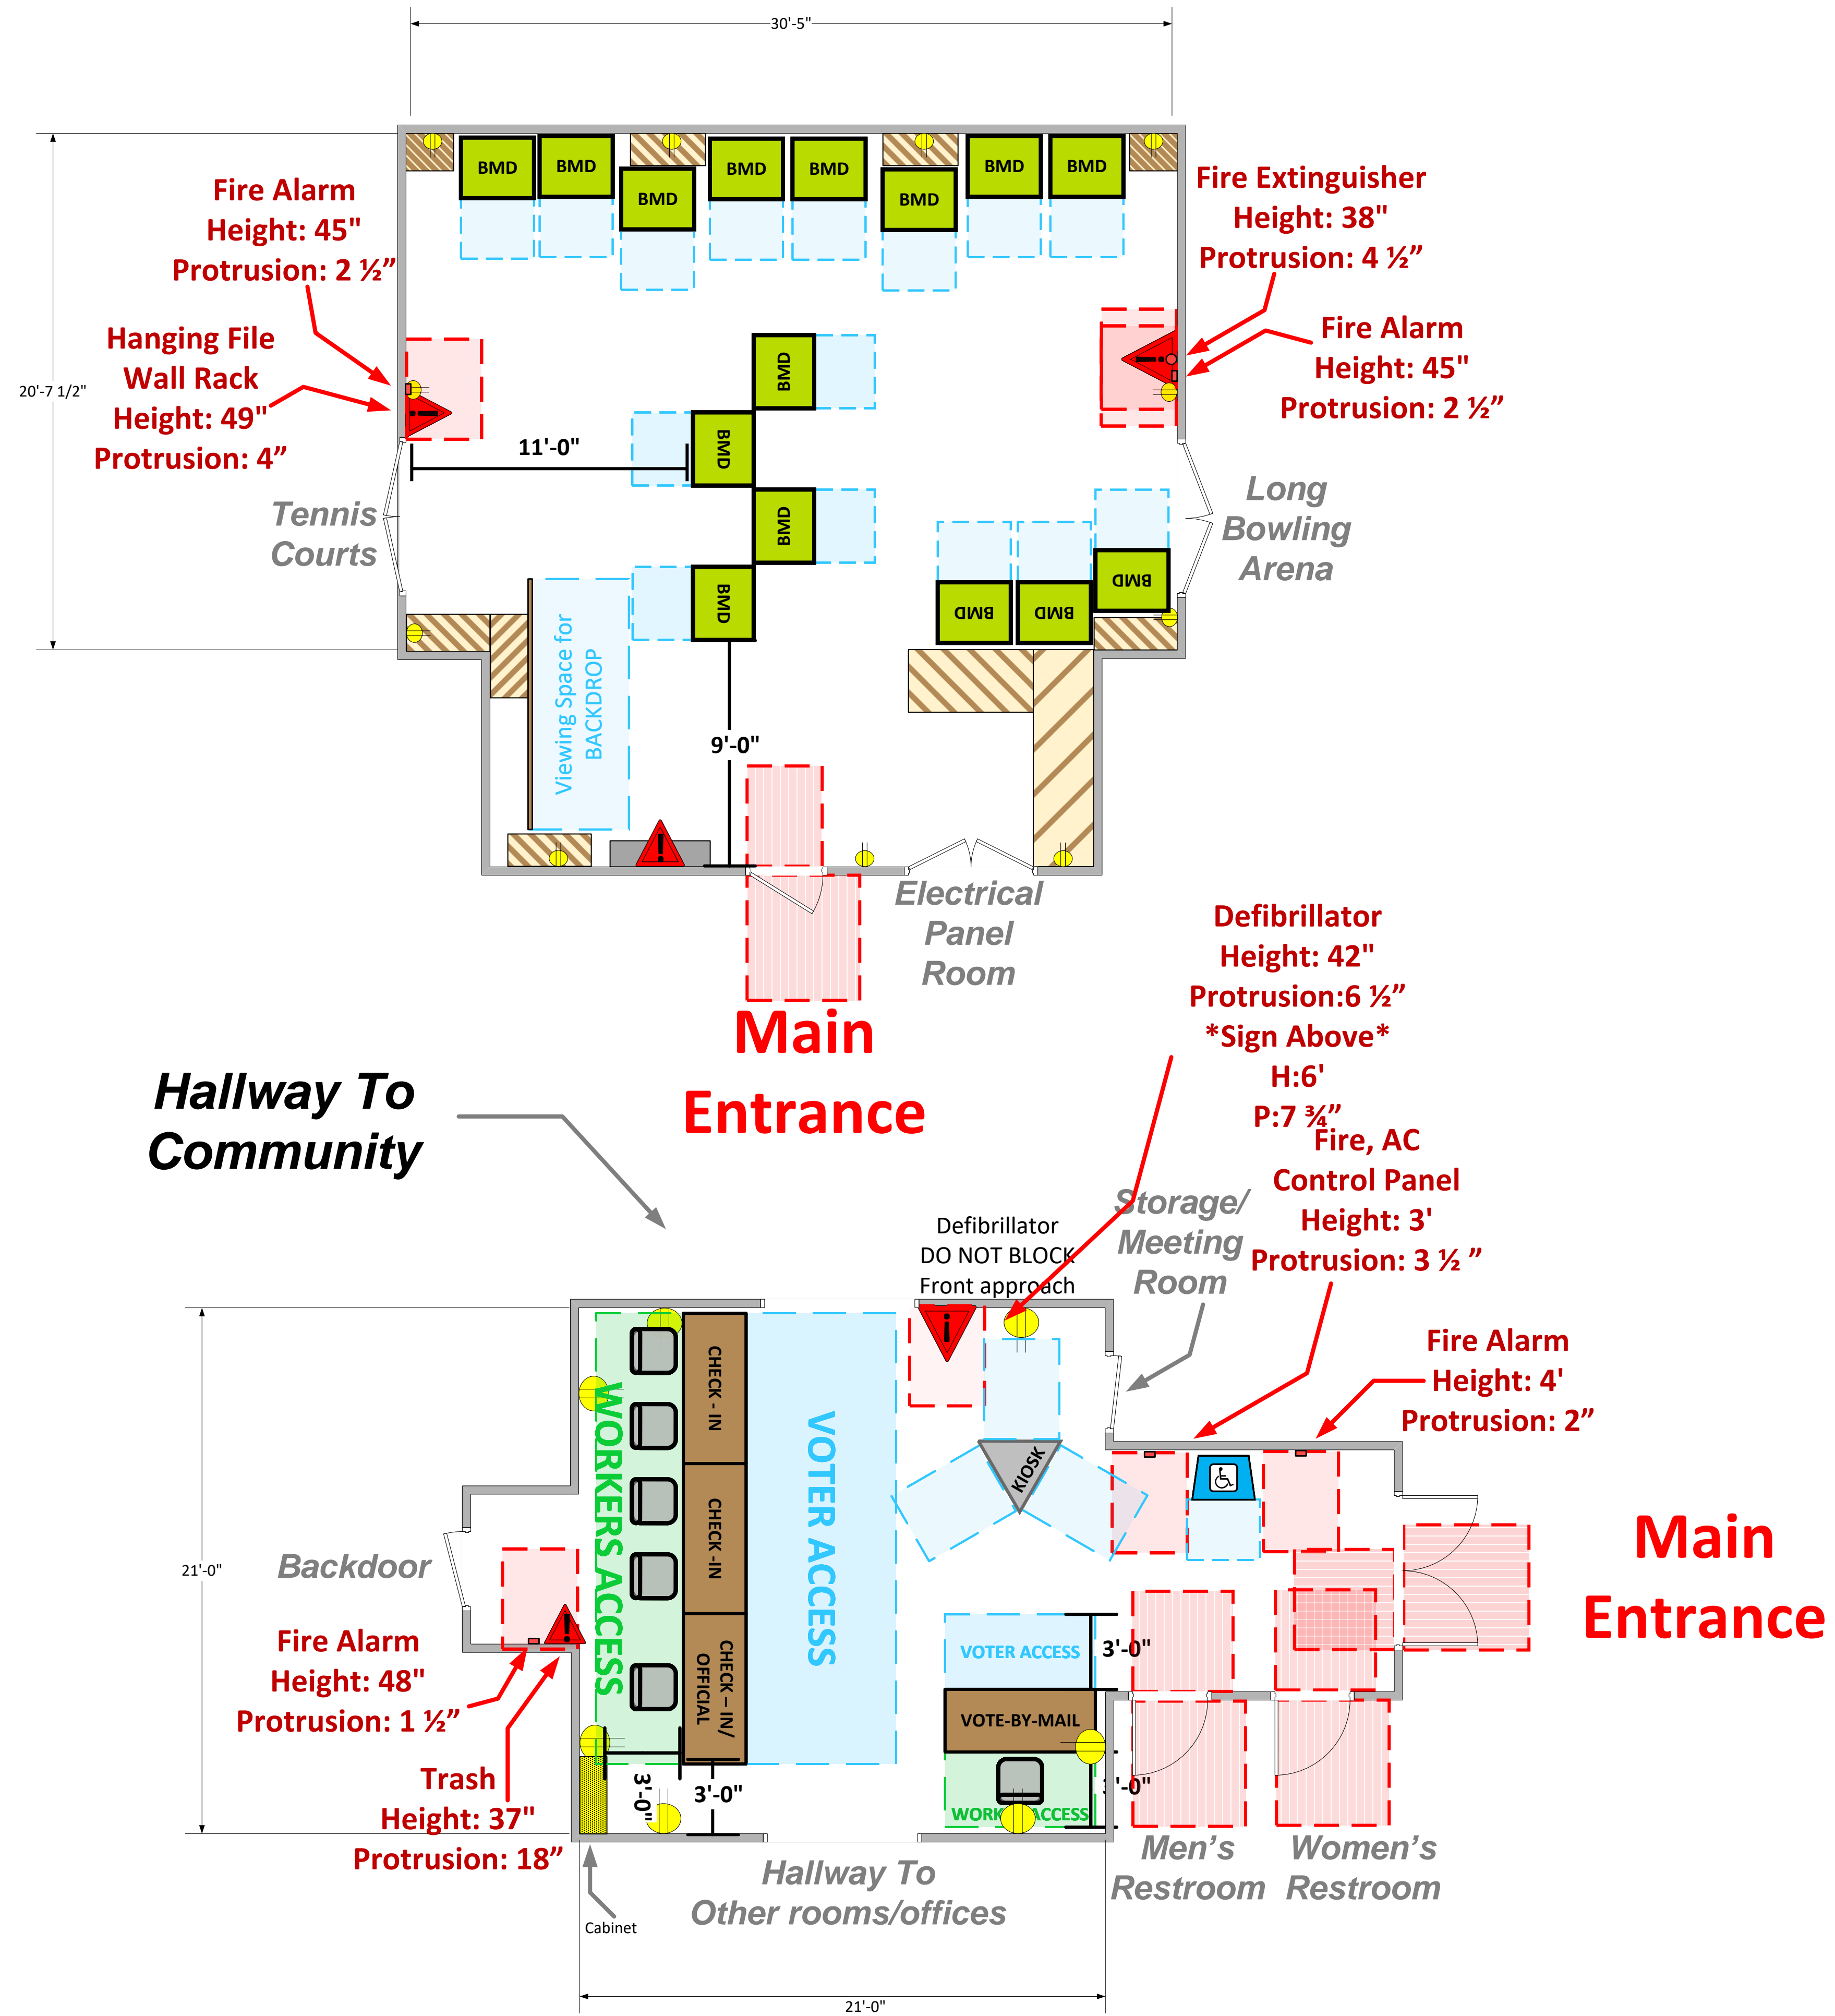 30'-5"
20'-7 1/2"
BMD
BMD
BMD
BMD
BMD
BMD
BMD
BMD
Fire Alarm
Height: 45"
Protrusion: 2 ½”
Hanging File
Wall Rack
Height: 49"
Protrusion: 4”
Fire Extinguisher
Height: 38"
Protrusion: 4 ½”
Fire Alarm
Height: 45"
Protrusion: 2 ½”
BMD
BMD
BMD
BMD
11'-0"
Tennis
Courts
Long
Bowling
Arena
BMD
BMD
BMD
Viewing Space for
BACKDROP
9'-0"
Electrical
Panel
Room
Main
Entrance
Defibrillator
Height: 42"
Protrusion:6 ½”
*Sign Above*
H:6'
P:7 ¾”
Hallway To
Community
Fire, AC
Control Panel
Height: 3'
Protrusion: 3 ½ ”
Storage/
Meeting
Room
Defibrillator
DO NOT BLOCK
Front approach
Fire Alarm
Height: 4'
Protrusion: 2”
21'-0"
WORKERS ACCESS
CHECK - IN
CHECK -IN
CHECK – IN/
OFFICIAL
VOTER ACCESS
KIOSK
Main
Entrance
Backdoor
Fire Alarm
Height: 48"
Protrusion: 1 ½”
Trash
Height: 37"
Protrusion: 18”
VOTER ACCESS
3'-0"
VOTE-BY-MAIL
3'-0"
3'-0"
3'-0"
ACCESS
Men’s
Restroom
Women’s
Restroom
Hallway To
Other rooms/offices
Cabinet
21'-0"